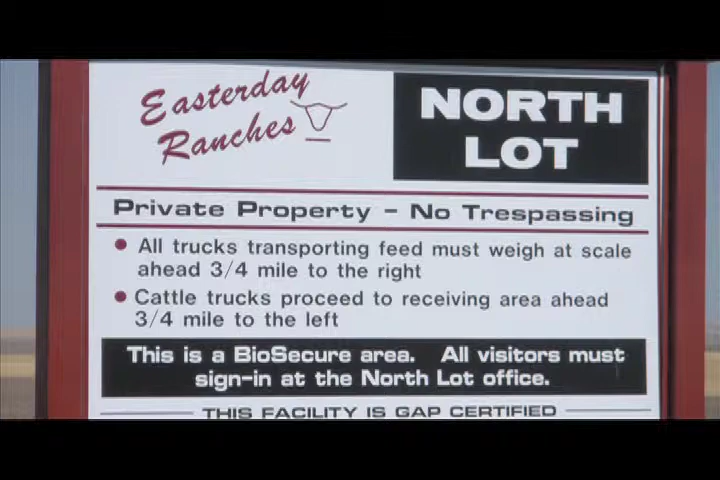 Easterday
Ranches
NORTH
LOT
Private Property - No Trespassing
• All trucks transporting feed must weigh at scale
ahead 3/4 mile to the right
• Cattle trucks proceed to receiving area ahead
3/4 mile to the left
This is a BioSecure area. All visitors must
sign-in at the North Lot office.
THIS FACILITY IS GAP CERTIFIED